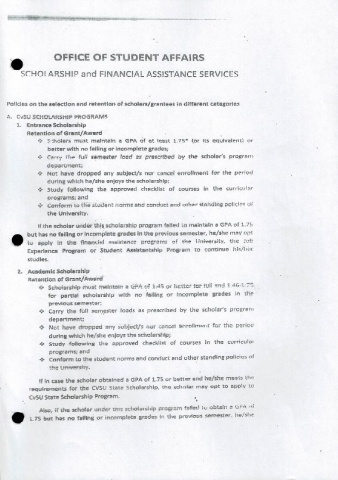 OFFICE OF STUDENT AFFAIRS
SCHOLARSHIP and FINANCIAL ASSISTANCE SERVICES
Policies on the selection and retention of scholars/grantees in different categories
A. CvSU SCHOLARSHIP PROGRAMS
1. Entrance Scholarship
Retention of Grant/Award
❖ Scholars must maintain a GPA of at least 1.75* (or its equivalent) or
better with no failing or incomplete grades;
❖ Carry the full semester load as prescribed by the scholar's program
department;
❖ Not have dropped any subject/s nor cancel enrollment for the period
during which he/she enjoys the scholarship;
❖ Study following the approved checklist of courses in the curricular
programs; and
❖ Conform to the student norms and conduct and other standing policies of
the University.
If the scholar under this scholarship program failed to maintain a GPA of 1.75
but has no failing or incomplete grades in the previous semester, he/she may opt
to apply in the financial assistance programs of the University, the Job
Experience Program or Student Assistantship Program to continue his/her
studies.
2. Academic Scholarship
Retention of Grant/Award
❖ Scholarship must maintain a GPA of 1.45 or better for full and 1.46-1.75
for partial scholarship with no failing or incomplete grades in the
previous semester;
❖ Carry the full semester loads as prescribed by the scholar's program
department;
❖ Not have dropped any subject/s nor cancel enrollment for the period
during which he/she enjoys the scholarship;
❖ Study following the approved checklist of courses in the curricular
programs; and
❖ Conform to the student norms and conduct and other standing policies of
the University.
If in case the scholar obtained a GPA of 1.75 or better and he/she meets the
requirements for the CVSU State Scholarship, the scholar may opt to apply to
CvSU State Scholarship Program.
Also, if the scholar under this scholarship program failed to obtain a GPA of
1.75 but has no failing or incomplete grades in the previous semester, he/she